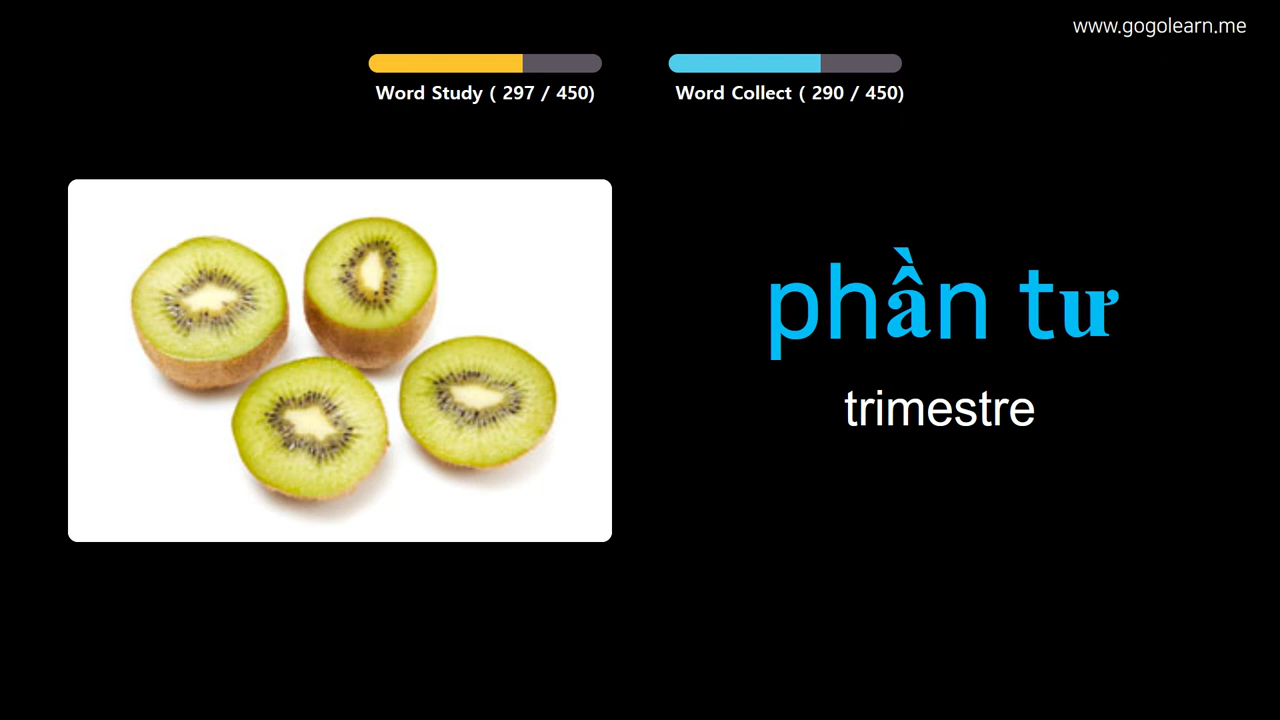 www.gogolearn.me
Word Study ( 297 / 450)
Word Collect ( 290 / 450)
phần tư
trimestre